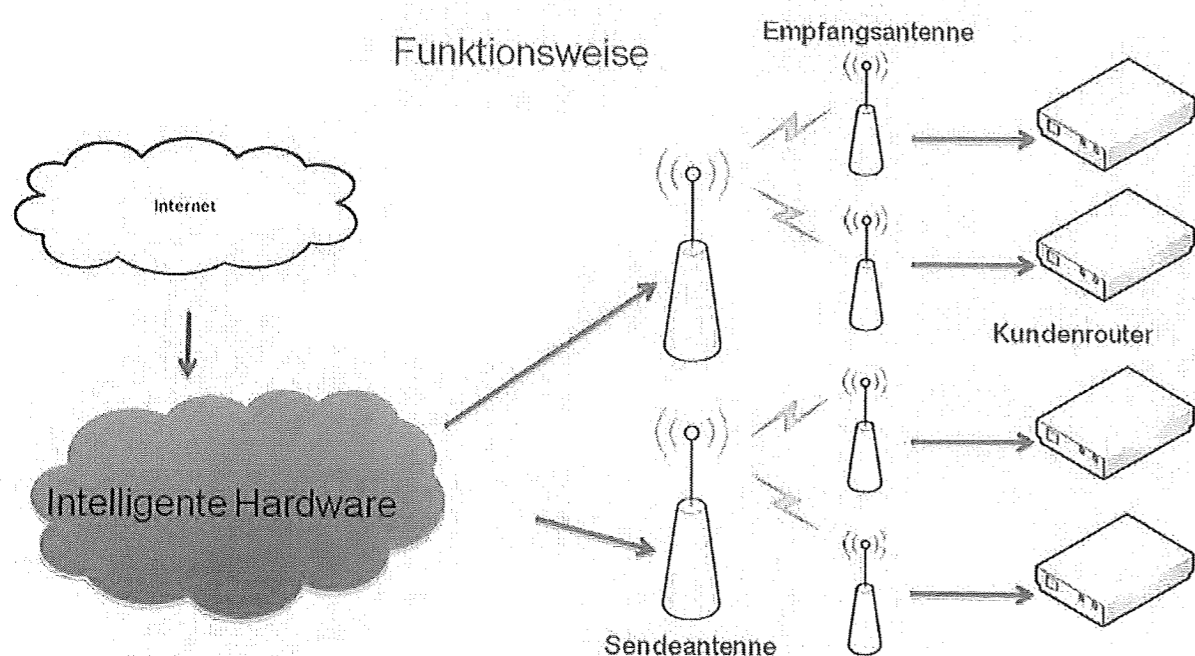 Funktionsweise
Empfangsantenne
Internet
Kundenrouter
Intelligente Hardware
Sendeantenne